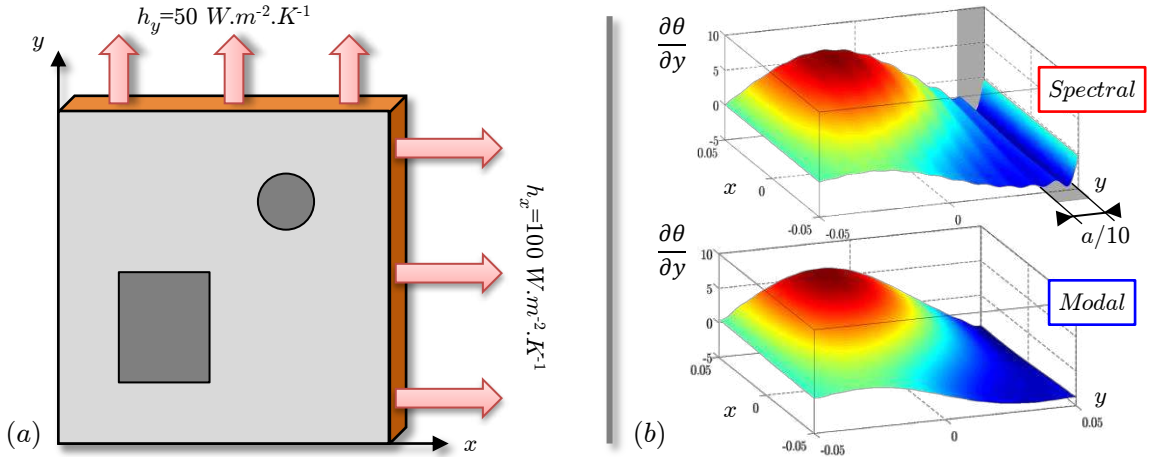 h_y=50 W.m⁻².K⁻¹
y
h_x=100 W.m⁻².K⁻¹
x
(a)
∂θ
∂y
10
5
0
-5
0.05
x
0
-0.05
-0.05
0
Spectral
y
a/10
∂θ
∂y
10
5
0
-5
0.05
x
0
-0.05
-0.05
0
Modal
y
0.05
(b)